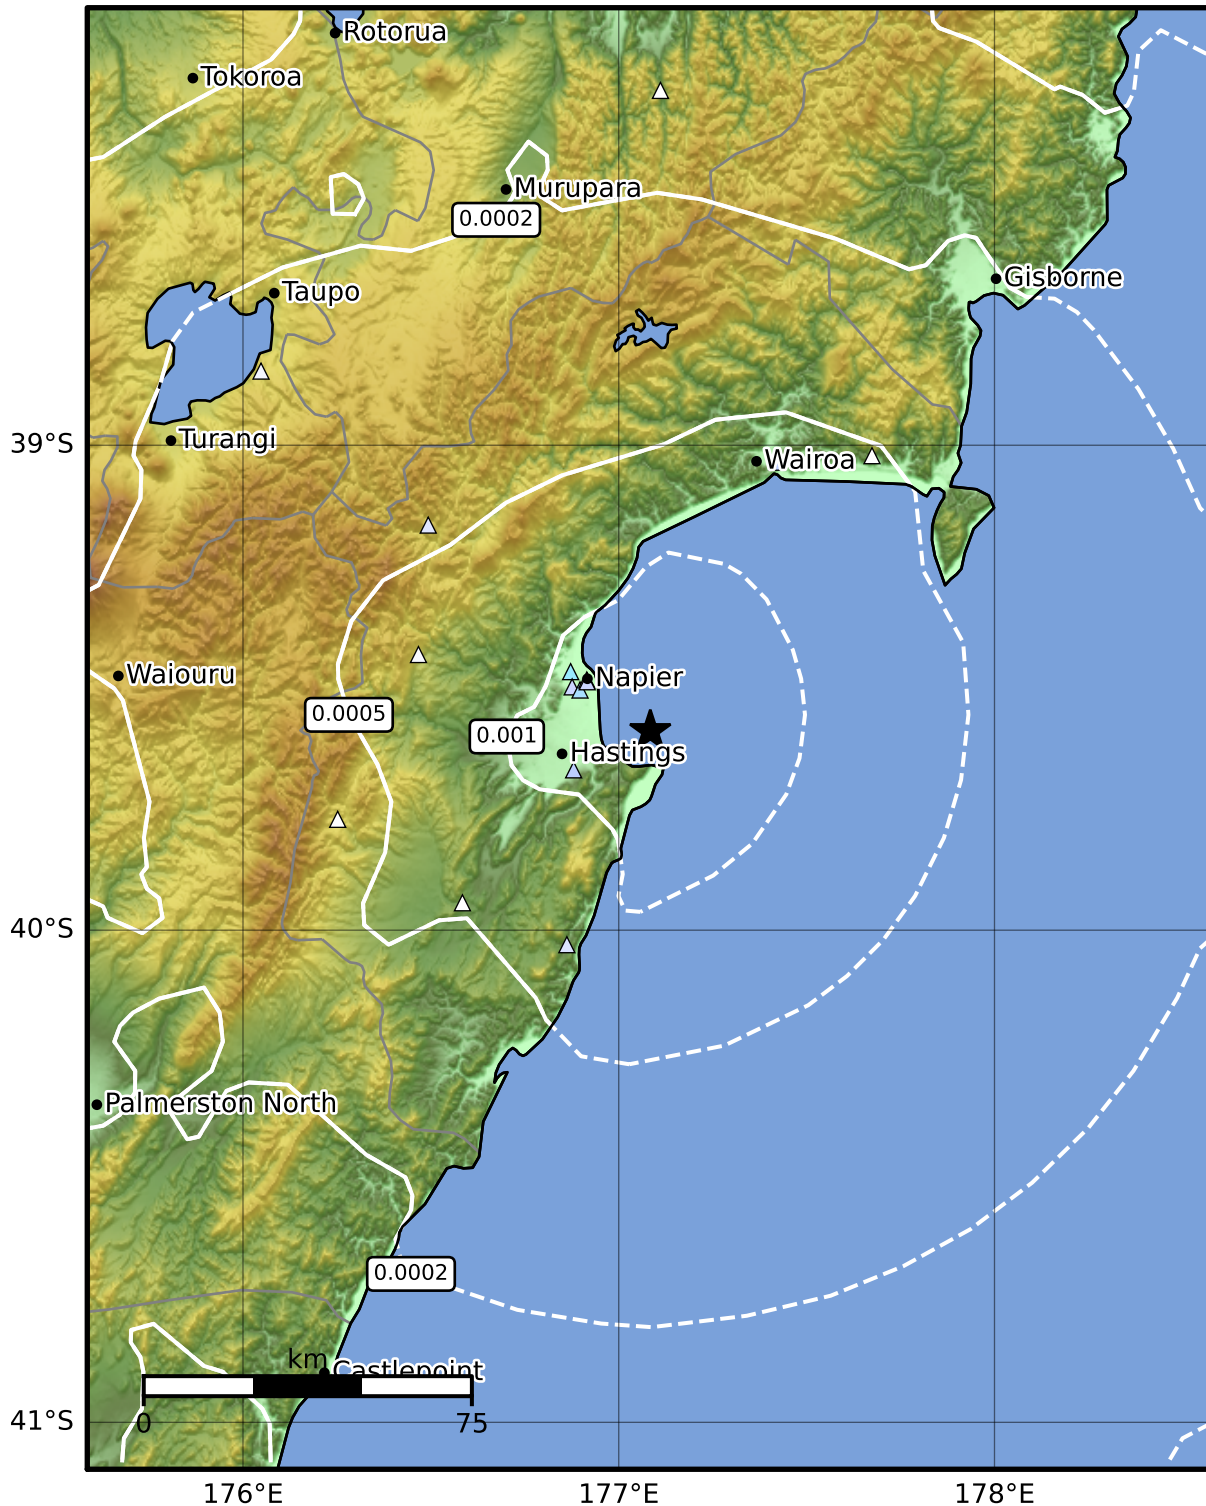 Rotorua
Tokoroa
Murupara
0.0002
Gisborne
Taupo
39°S
Turangi
Wairoa
Waiouru
Napier
0.0005
0.001
Hastings
40°S
Palmerston North
0.0002
km
Castlepoint
0
75
41°S
176°E
177°E
178°E